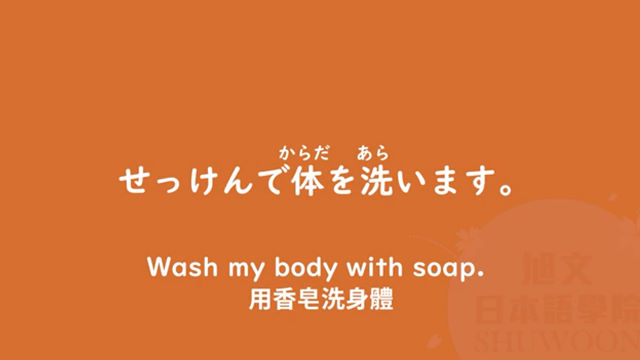 からだ あら
せっけんで体を洗います。
Wash my body with soap.
用香皂洗身體
旭文
日本語學院
SHUWOON